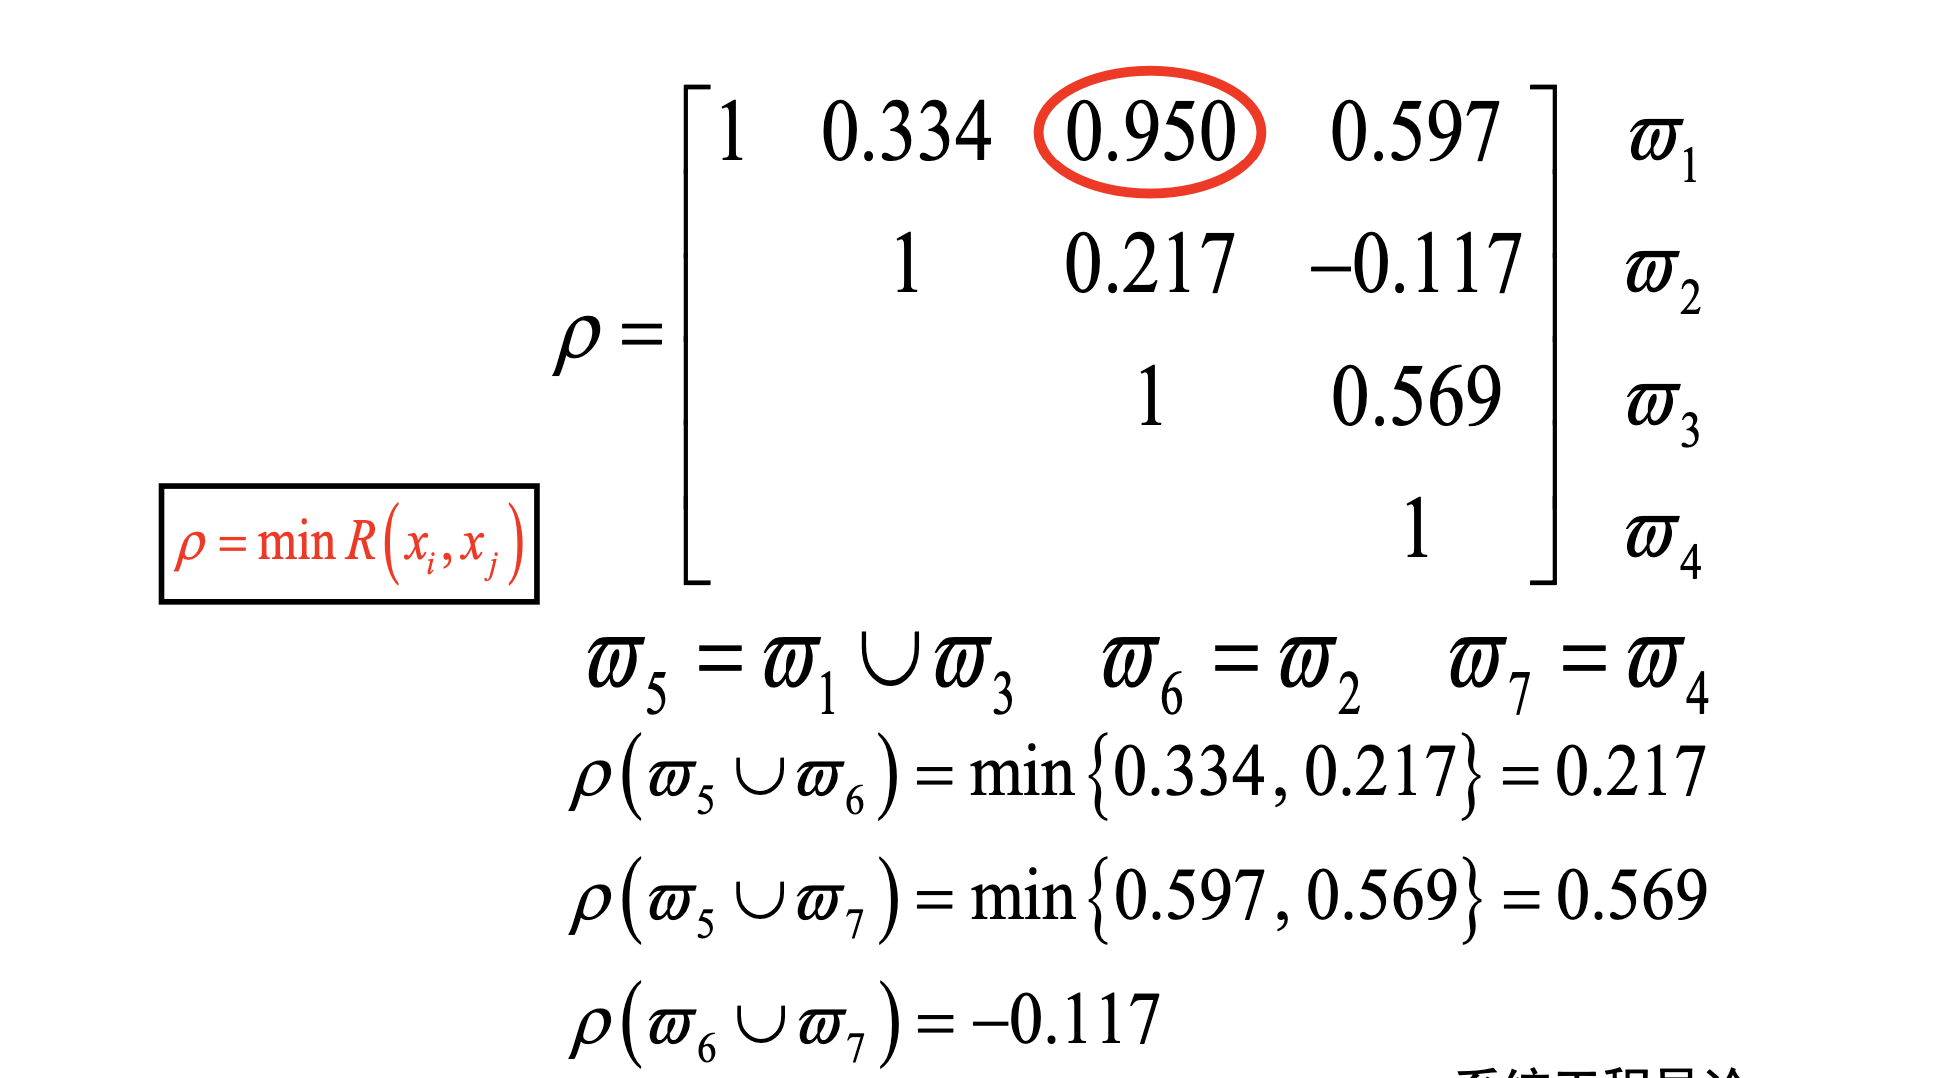 1 0.334 0.950 0.597 ϖ₁
1 0.217 −0.117 ϖ₂
ρ =
1 0.569 ϖ₃
1 ϖ₄
ρ = min R(xᵢ, xⱼ)
ϖ₅ = ϖ₁ ∪ ϖ₃ ϖ₆ = ϖ₂ ϖ₇ = ϖ₄
ρ(ϖ₅ ∪ ϖ₆) = min{0.334, 0.217} = 0.217
ρ(ϖ₅ ∪ ϖ₇) = min{0.597, 0.569} = 0.569
ρ(ϖ₆ ∪ ϖ₇) = −0.117